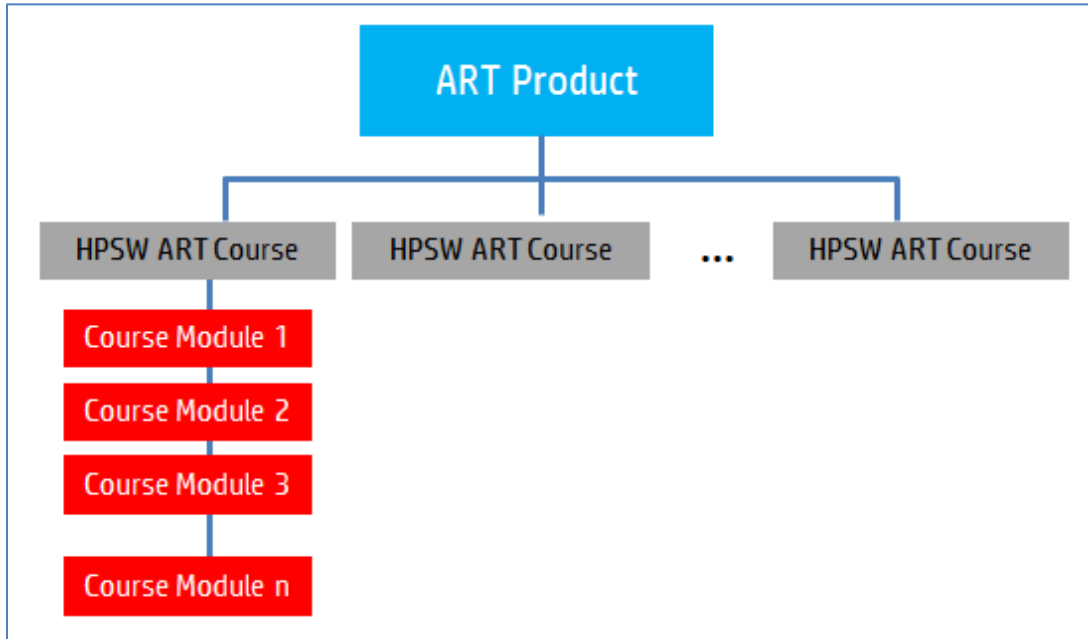 ART Product
HPSW ART Course
HPSW ART Course
...
HPSW ART Course
Course Module 1
Course Module 2
Course Module 3
Course Module n